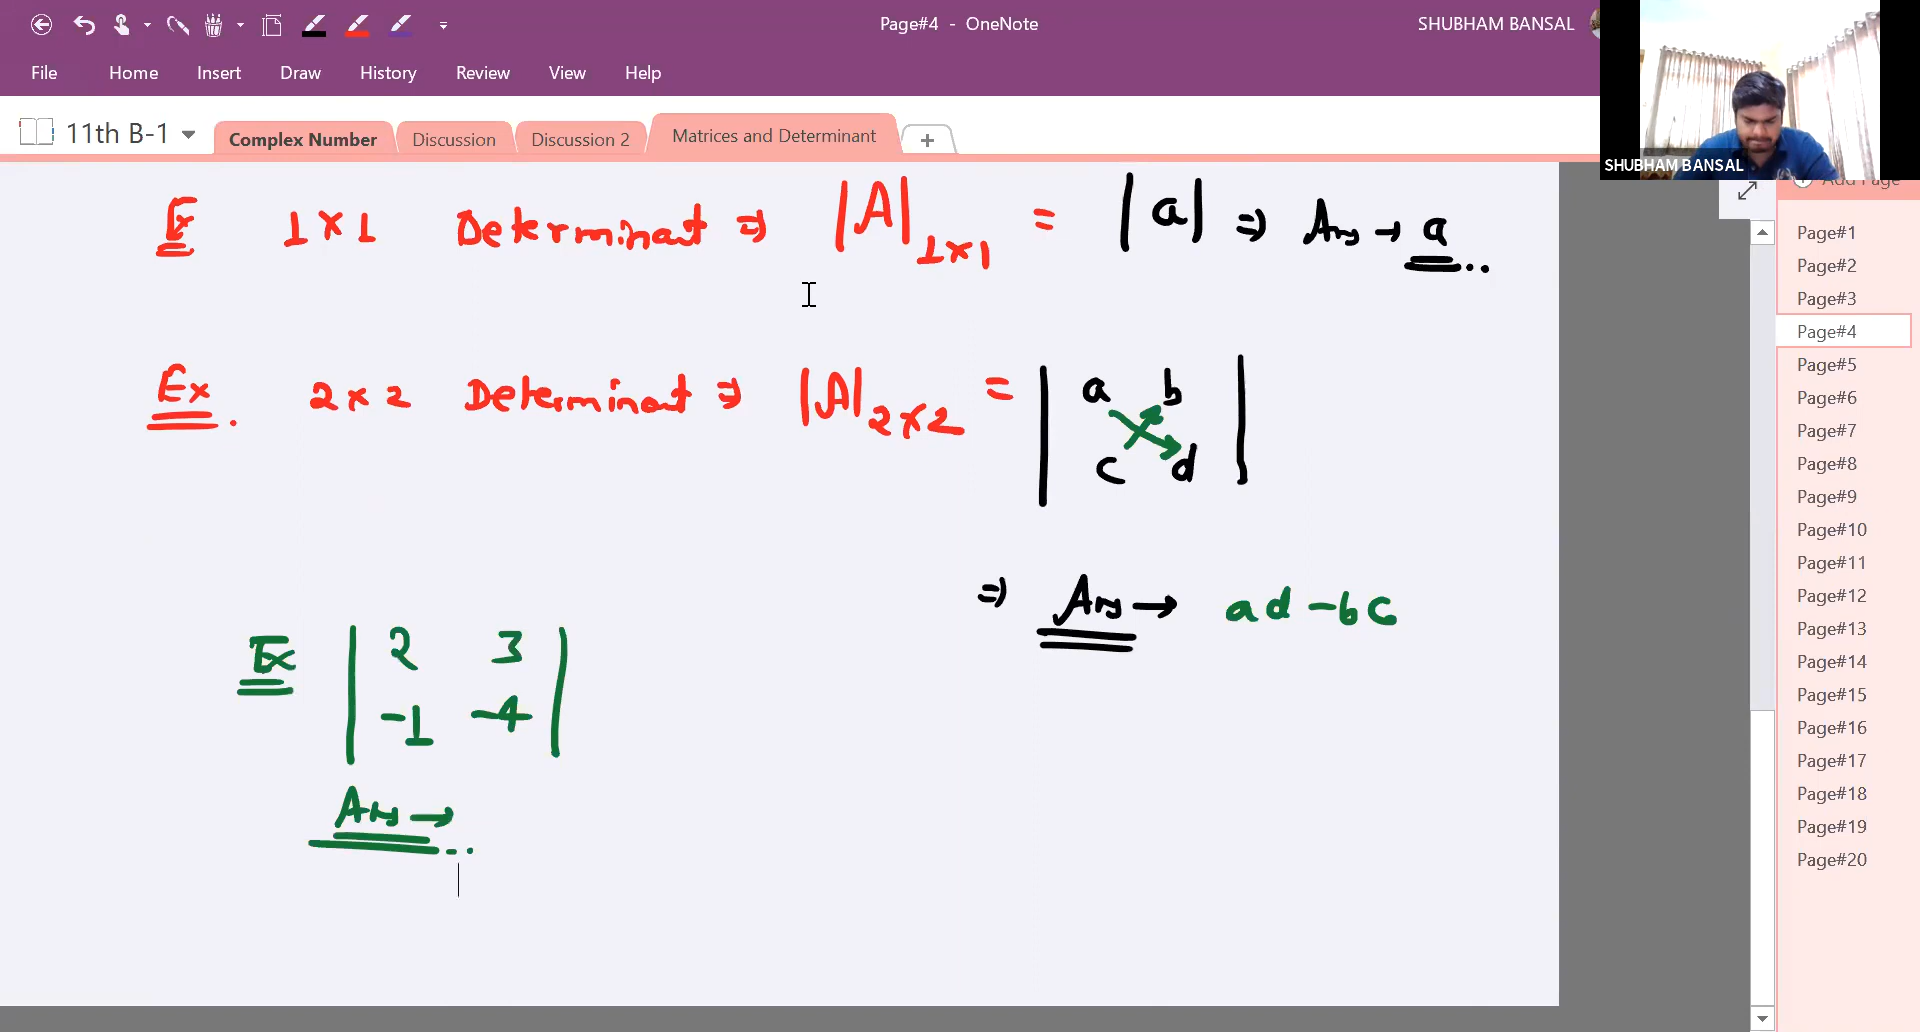 Page#4 - OneNote
SHUBHAM BANSAL
File Home Insert Draw History Review View Help
SHUBHAM BANSAL
11th B-1 Complex Number Discussion Discussion 2 Matrices and Determinant +
Add Page
Ex 1×1 Determinant ⇒ |A|1×1 = |a| ⇒ Ans → a
Ex. 2×2 Determinant ⇒ |A|2×2 = | a b |
| c d |
⇒ Ans → ad - bc
Ex | 2 3 |
| -1 -4 |
Ans →
Page#1
Page#2
Page#3
Page#4
Page#5
Page#6
Page#7
Page#8
Page#9
Page#10
Page#11
Page#12
Page#13
Page#14
Page#15
Page#16
Page#17
Page#18
Page#19
Page#20